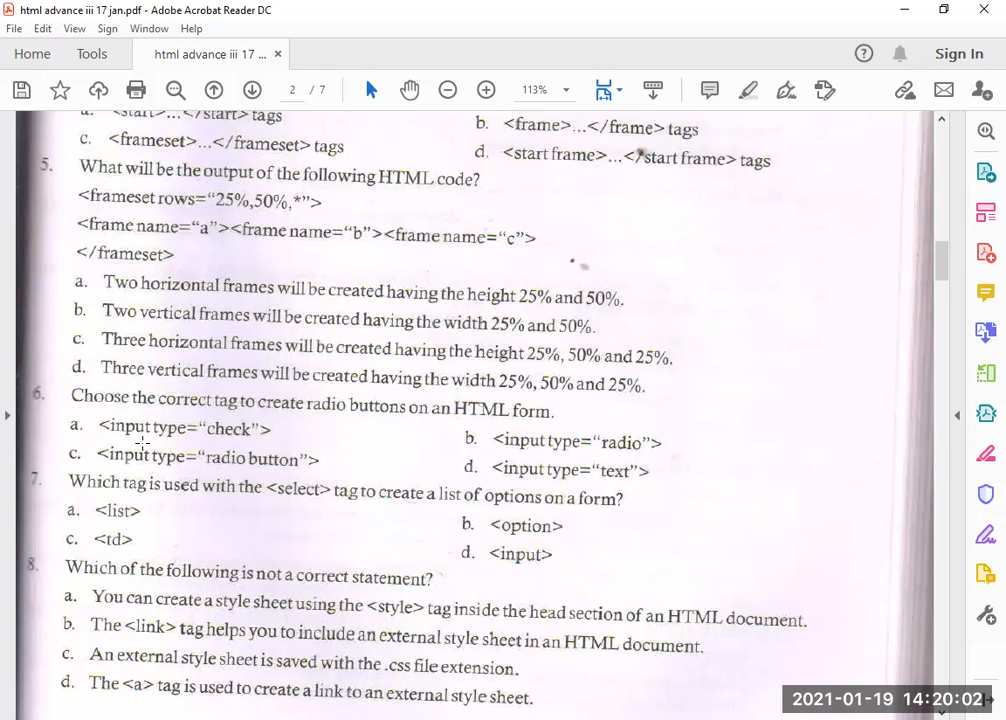 html advance iii 17 jan.pdf - Adobe Acrobat Reader DC
File Edit View Sign Window Help
Home Tools html advance iii 17 ... × Sign In
2 / 7 113%
a. <start>...</start> tags
b. <frame>...</frame> tags
c. <frameset>...</frameset> tags
d. <start frame>...</start frame> tags
5. What will be the output of the following HTML code?
<frameset rows="25%,50%,*">
<frame name="a"><frame name="b"><frame name="c">
</frameset>
a. Two horizontal frames will be created having the height 25% and 50%.
b. Two vertical frames will be created having the width 25% and 50%.
c. Three horizontal frames will be created having the height 25%, 50% and 25%.
d. Three vertical frames will be created having the width 25%, 50% and 25%.
6. Choose the correct tag to create radio buttons on an HTML form.
a. <input type="check">
b. <input type="radio">
c. <input type="radio button">
d. <input type="text">
7. Which tag is used with the <select> tag to create a list of options on a form?
a. <list>
b. <option>
c. <td>
d. <input>
8. Which of the following is not a correct statement?
a. You can create a style sheet using the <style> tag inside the head section of an HTML document.
b. The <link> tag helps you to include an external style sheet in an HTML document.
c. An external style sheet is saved with the .css file extension.
d. The <a> tag is used to create a link to an external style sheet.
2021-01-19 14:20:02